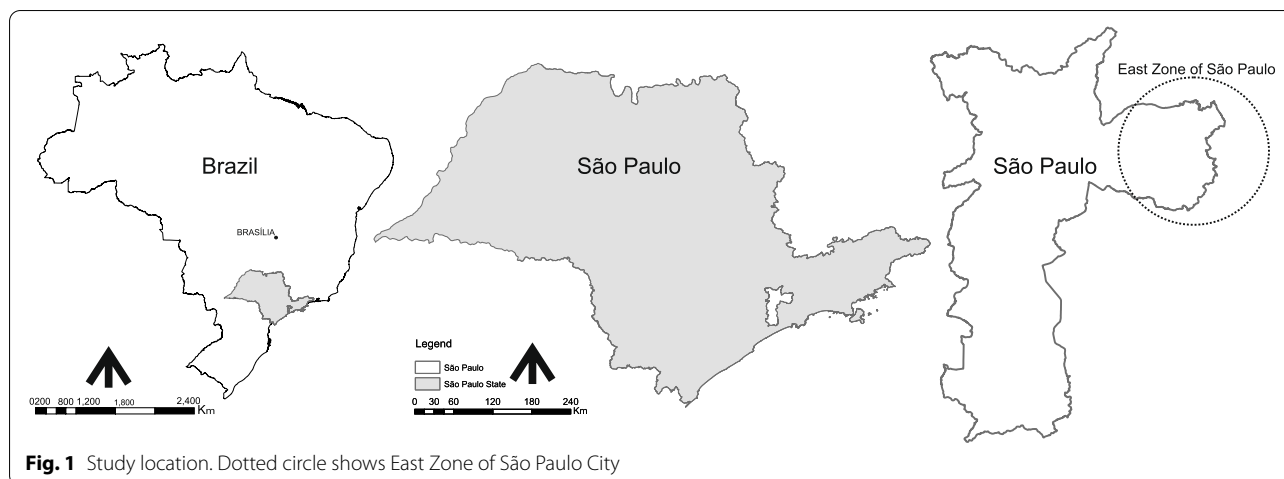 Brazil
BRASÍLIA
0200 800 1,200 1,800 2,400 Km
São Paulo
Legend
São Paulo
São Paulo State
0 30 60 120 180 240 Km
East Zone of São Paulo
São Paulo
Fig. 1 Study location. Dotted circle shows East Zone of São Paulo City